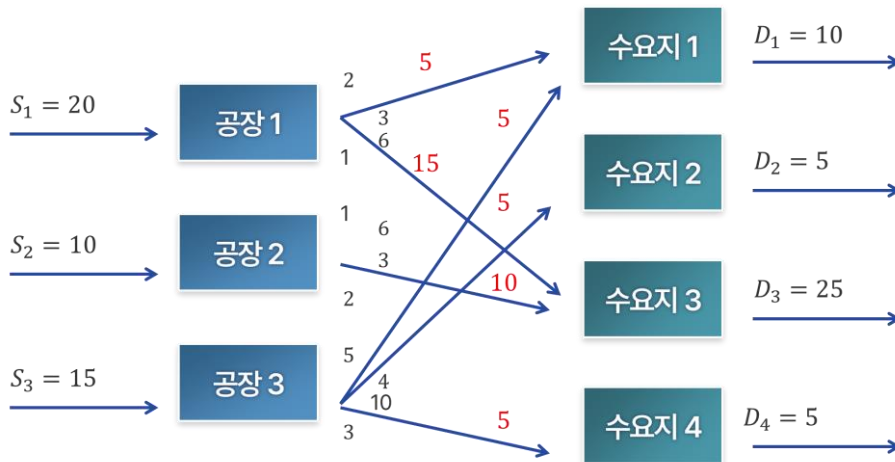 S₁ = 20
공장 1
2
3
6
1
5
15
5
수요지 1
D₁ = 10
수요지 2
D₂ = 5
S₂ = 10
공장 2
1
6
3
2
5
10
수요지 3
D₃ = 25
S₃ = 15
공장 3
5
4
10
3
5
수요지 4
D₄ = 5